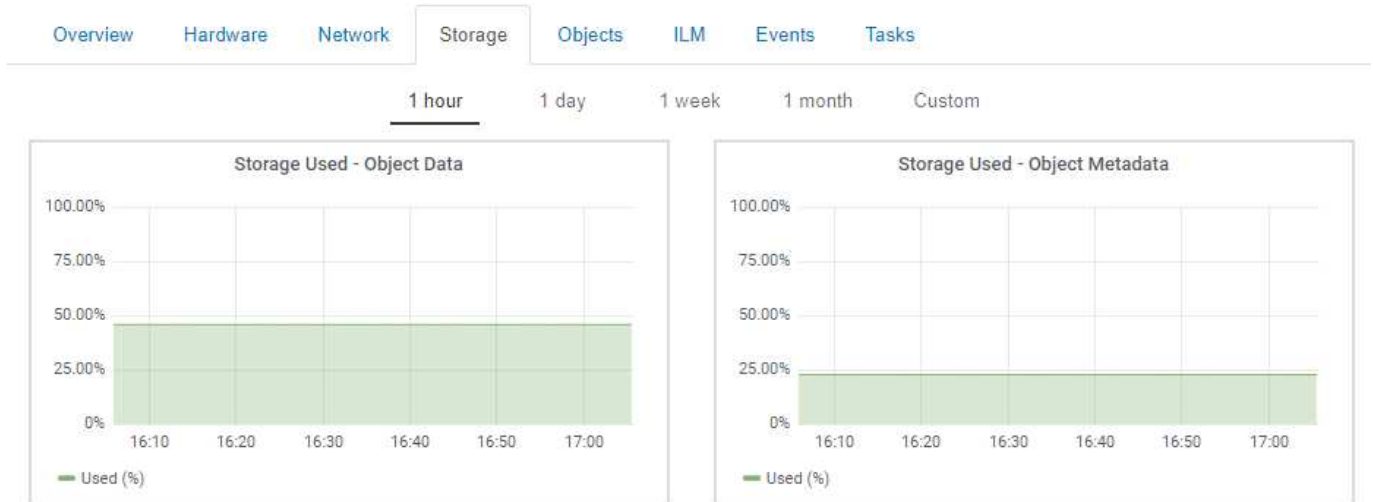 Overview Hardware Network Storage Objects ILM Events Tasks
1 hour 1 day 1 week 1 month Custom
Storage Used - Object Data
100.00%
75.00%
50.00%
25.00%
0%
16:10 16:20 16:30 16:40 16:50 17:00
Used (%)
Storage Used - Object Metadata
100.00%
75.00%
50.00%
25.00%
0%
16:10 16:20 16:30 16:40 16:50 17:00
Used (%)